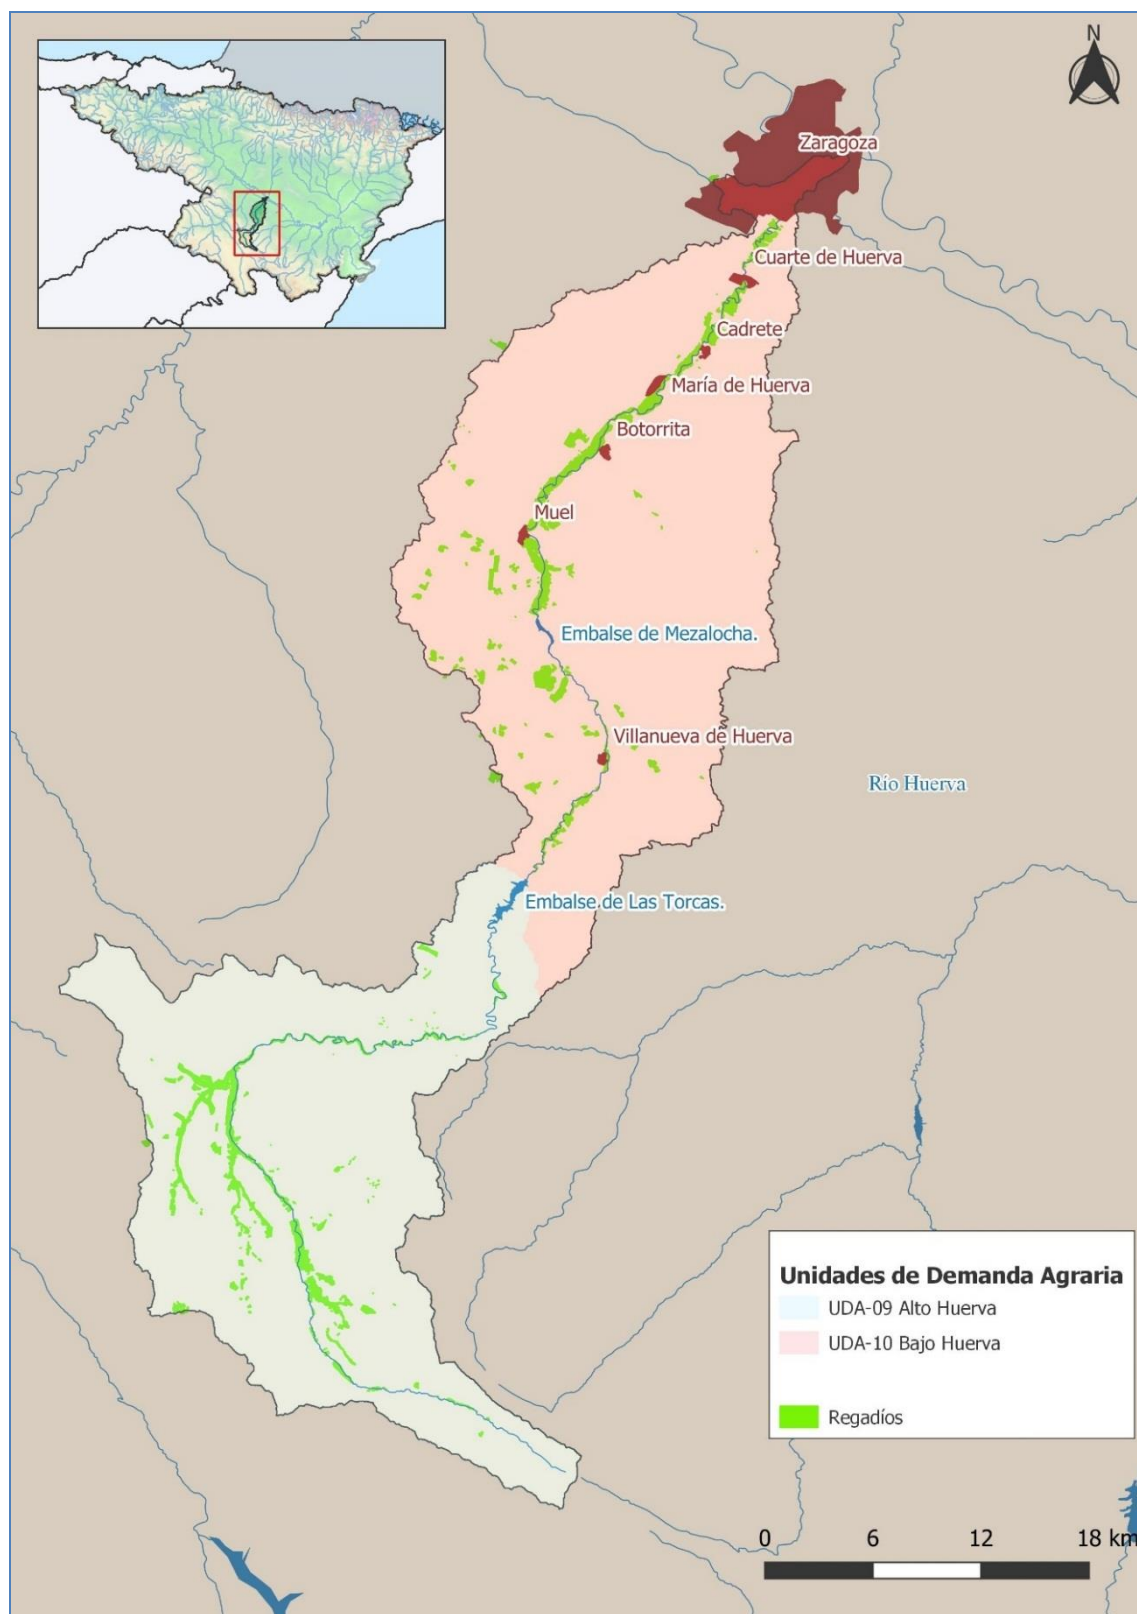 N
Zaragoza
Cuarte de Huerva
Cadrete
María de Huerva
Botorrita
Muel
Embalse de Mezalocha.
Villanueva de Huerva
Río Huerva
Embalse de Las Torcas.
Unidades de Demanda Agraria
UDA-09 Alto Huerva
UDA-10 Bajo Huerva
Regadíos
0 6 12 18 km